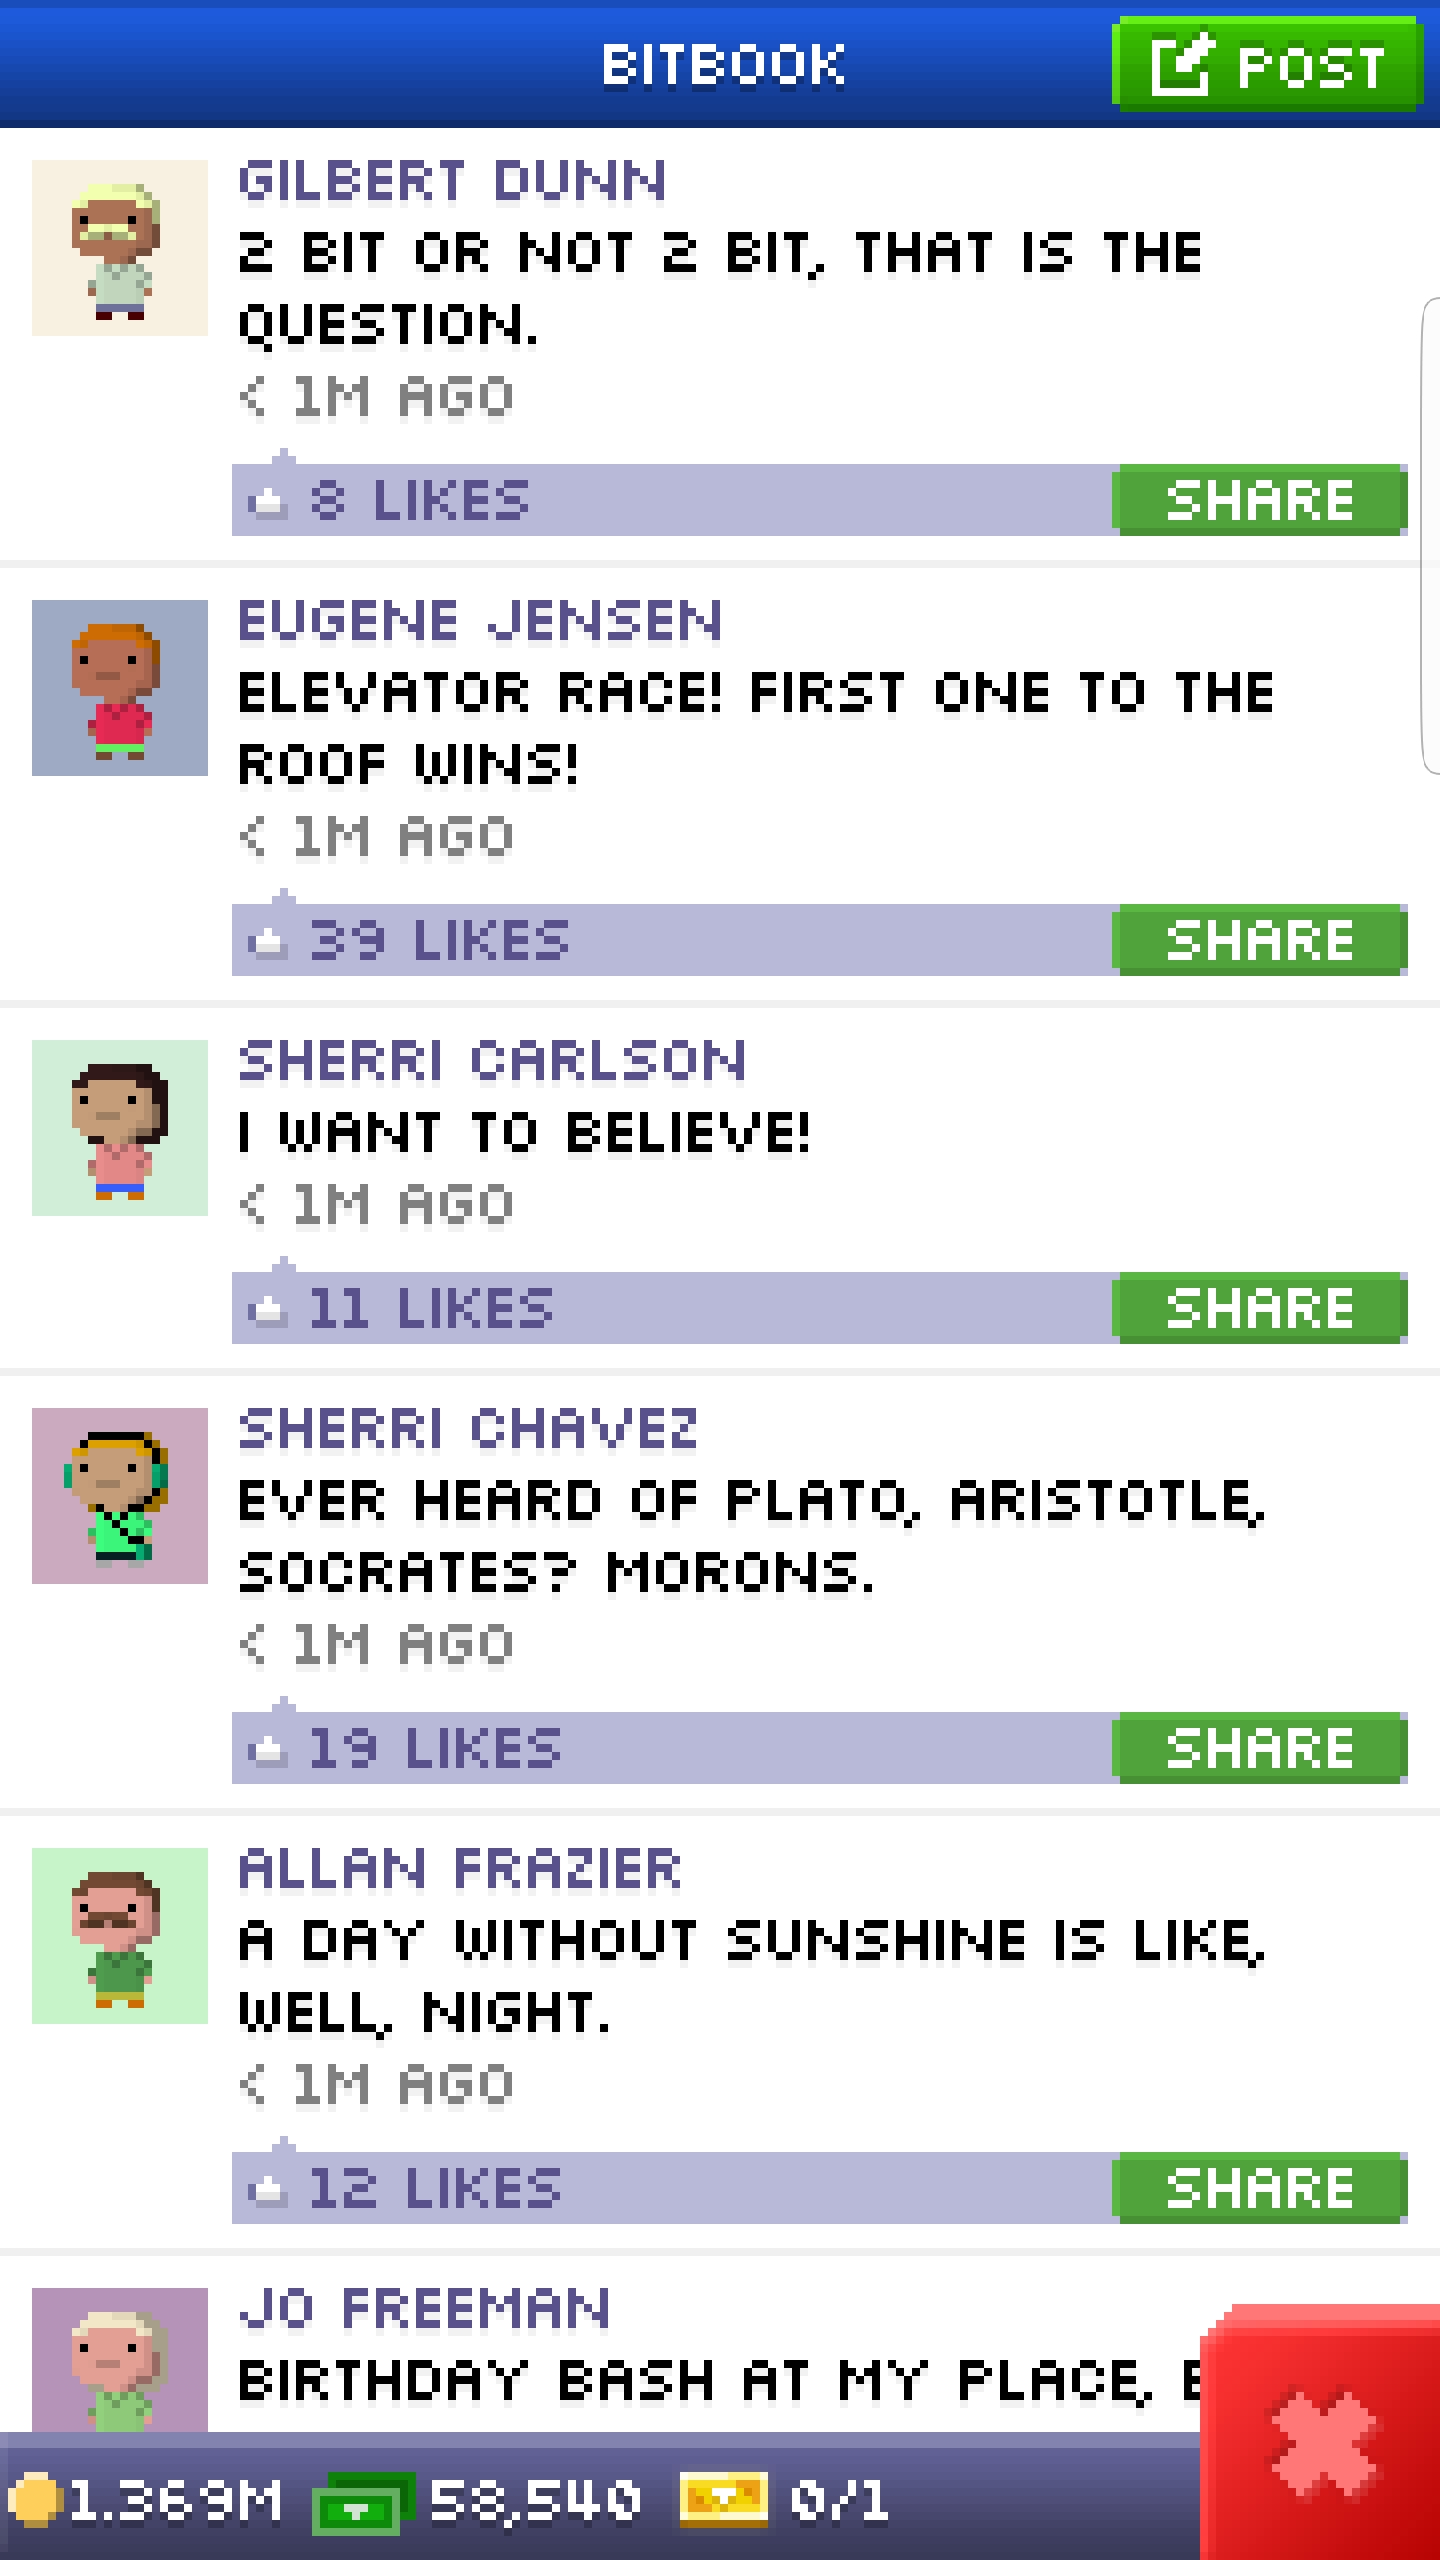 BITBOOK
POST
GILBERT DUNN
2 BIT OR NOT 2 BIT, THAT IS THE
QUESTION.
< 1M AGO
8 LIKES
SHARE
EUGENE JENSEN
ELEVATOR RACE! FIRST ONE TO THE
ROOF WINS!
< 1M AGO
39 LIKES
SHARE
SHERRI CARLSON
I WANT TO BELIEVE!
< 1M AGO
11 LIKES
SHARE
SHERRI CHAVEZ
EVER HEARD OF PLATO, ARISTOTLE,
SOCRATES? MORONS.
< 1M AGO
19 LIKES
SHARE
ALLAN FRAZIER
A DAY WITHOUT SUNSHINE IS LIKE,
WELL, NIGHT.
< 1M AGO
12 LIKES
SHARE
JO FREEMAN
BIRTHDAY BASH AT MY PLACE,
1.369M
58,540
0/1